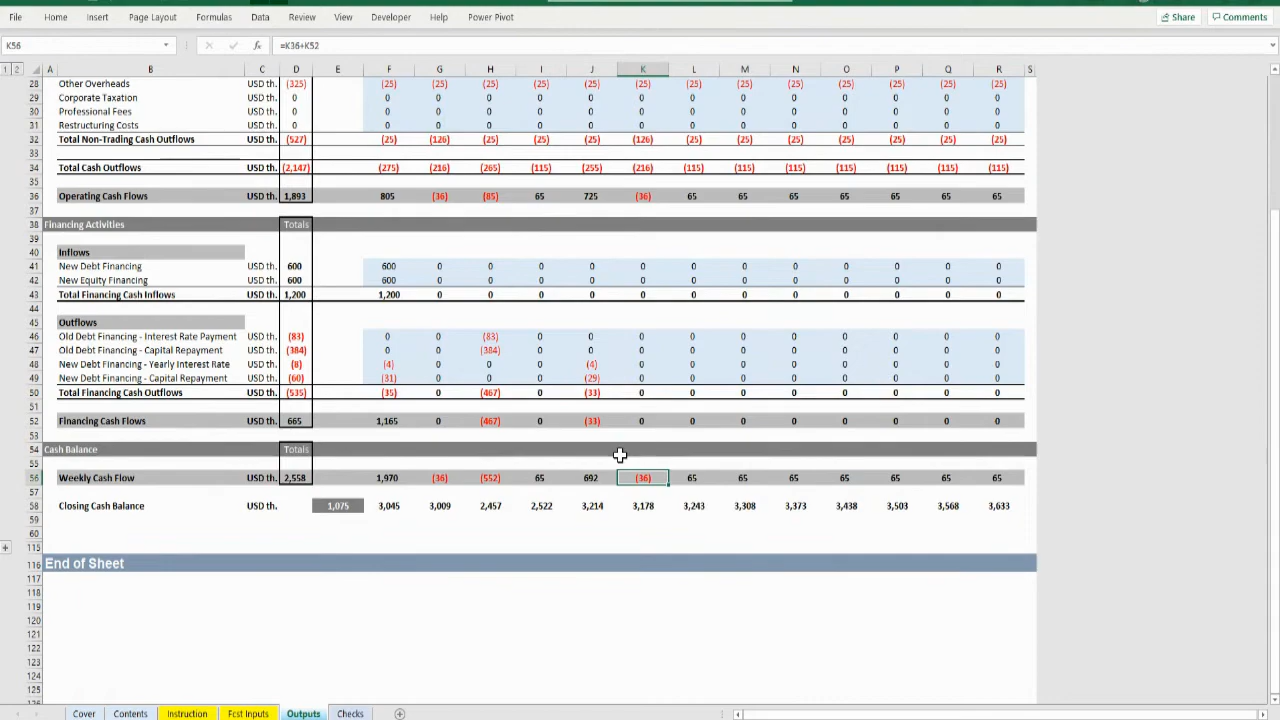 File Home Insert Page Layout Formulas Data Review View Developer Help Power Pivot Share Comments
K56 fx =K36+K52
1 2 A B C D E F G H I J K L M N O P Q R S
28 Other Overheads USD th. (325) (25) (25) (25) (25) (25) (25) (25) (25) (25) (25) (25) (25) (25)
29 Corporate Taxation USD th. 0 0 0 0 0 0 0 0 0 0 0 0 0 0
30 Professional Fees USD th. 0 0 0 0 0 0 0 0 0 0 0 0 0 0
31 Restructuring Costs USD th. 0 0 0 0 0 0 0 0 0 0 0 0 0 0
32 Total Non-Trading Cash Outflows USD th. (527) (25) (126) (25) (25) (25) (126) (25) (25) (25) (25) (25) (25) (25)
33
34 Total Cash Outflows USD th. (2,147) (275) (216) (265) (115) (255) (216) (115) (115) (115) (115) (115) (115) (115)
35
36 Operating Cash Flows USD th. 1,893 805 (36) (85) 65 725 (36) 65 65 65 65 65 65 65
37
38 Financing Activities Totals
39
40 Inflows
41 New Debt Financing USD th. 600 600 0 0 0 0 0 0 0 0 0 0 0 0
42 New Equity Financing USD th. 600 600 0 0 0 0 0 0 0 0 0 0 0 0
43 Total Financing Cash Inflows USD th. 1,200 1,200 0 0 0 0 0 0 0 0 0 0 0 0
44
45 Outflows
46 Old Debt Financing - Interest Rate Payment USD th. (83) 0 0 (83) 0 0 0 0 0 0 0 0 0 0
47 Old Debt Financing - Capital Repayment USD th. (384) 0 0 (384) 0 0 0 0 0 0 0 0 0 0
48 New Debt Financing - Yearly Interest Rate USD th. (8) (4) 0 0 0 (4) 0 0 0 0 0 0 0 0
49 New Debt Financing - Capital Repayment USD th. (60) (31) 0 0 0 (29) 0 0 0 0 0 0 0 0
50 Total Financing Cash Outflows USD th. (535) (35) 0 (467) 0 (33) 0 0 0 0 0 0 0 0
51
52 Financing Cash Flows USD th. 665 1,165 0 (467) 0 (33) 0 0 0 0 0 0 0 0
53
54 Cash Balance Totals
55
56 Weekly Cash Flow USD th. 2,558 1,970 (36) (552) 65 692 (36) 65 65 65 65 65 65 65
57
58 Closing Cash Balance USD th. 1,075 3,045 3,009 2,457 2,522 3,214 3,178 3,243 3,308 3,373 3,438 3,503 3,568 3,633
59
60
115
116 End of Sheet
117
118
119
120
121
122
123
124
125
Cover Contents Instruction Fcst Inputs Outputs Checks